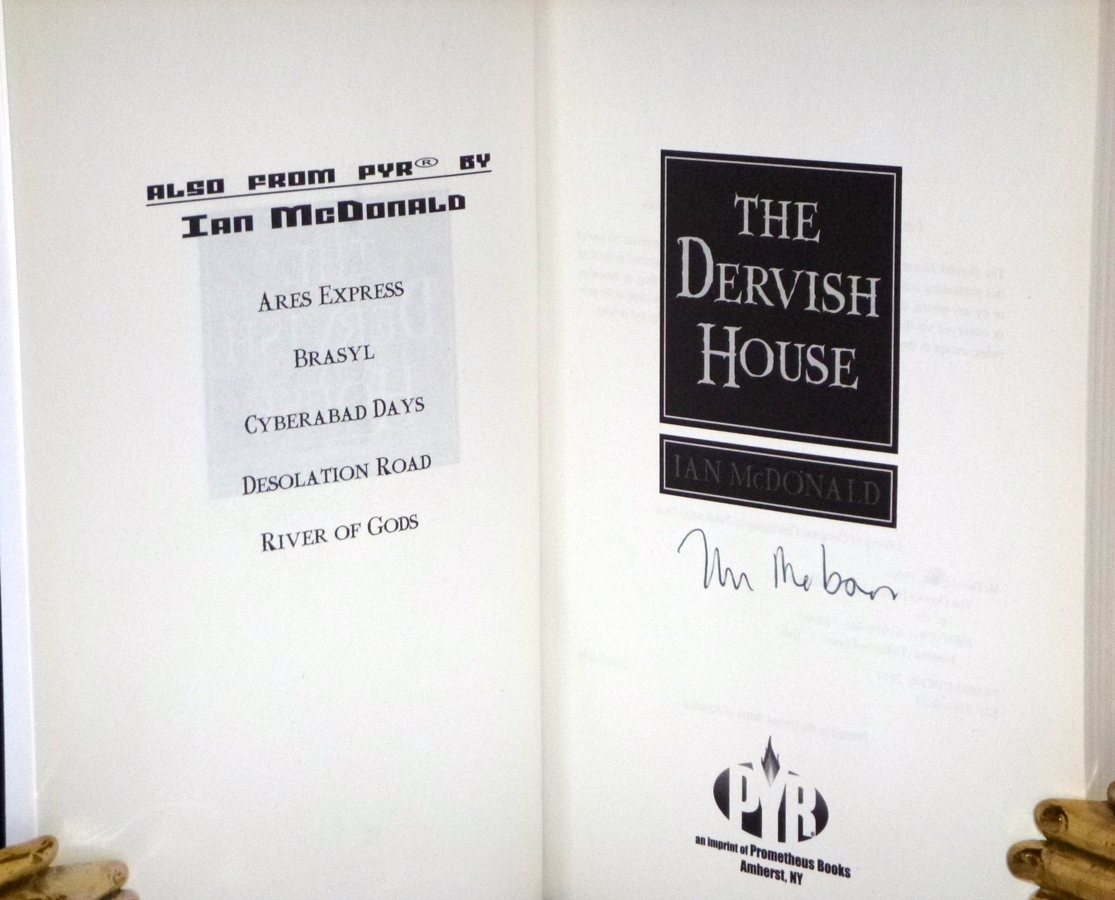 ALSO FROM PYR® BY
IAN McDONALD
ARES EXPRESS
BRASYL
CYBERABAD DAYS
DESOLATION ROAD
RIVER OF GODS
THE
DERVISH
HOUSE
IAN McDONALD
PYR
an imprint of Prometheus Books
Amherst, NY